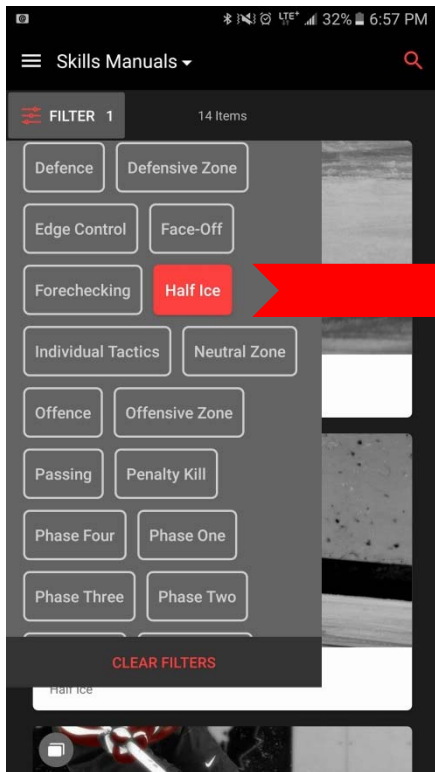 LTE+ 32% 6:57 PM
Skills Manuals
FILTER 1 14 Items
Defence Defensive Zone
Edge Control Face-Off
Forechecking Half Ice
Individual Tactics Neutral Zone
Offence Offensive Zone
Passing Penalty Kill
Phase Four Phase One
Phase Three Phase Two
CLEAR FILTERS
Half Ice